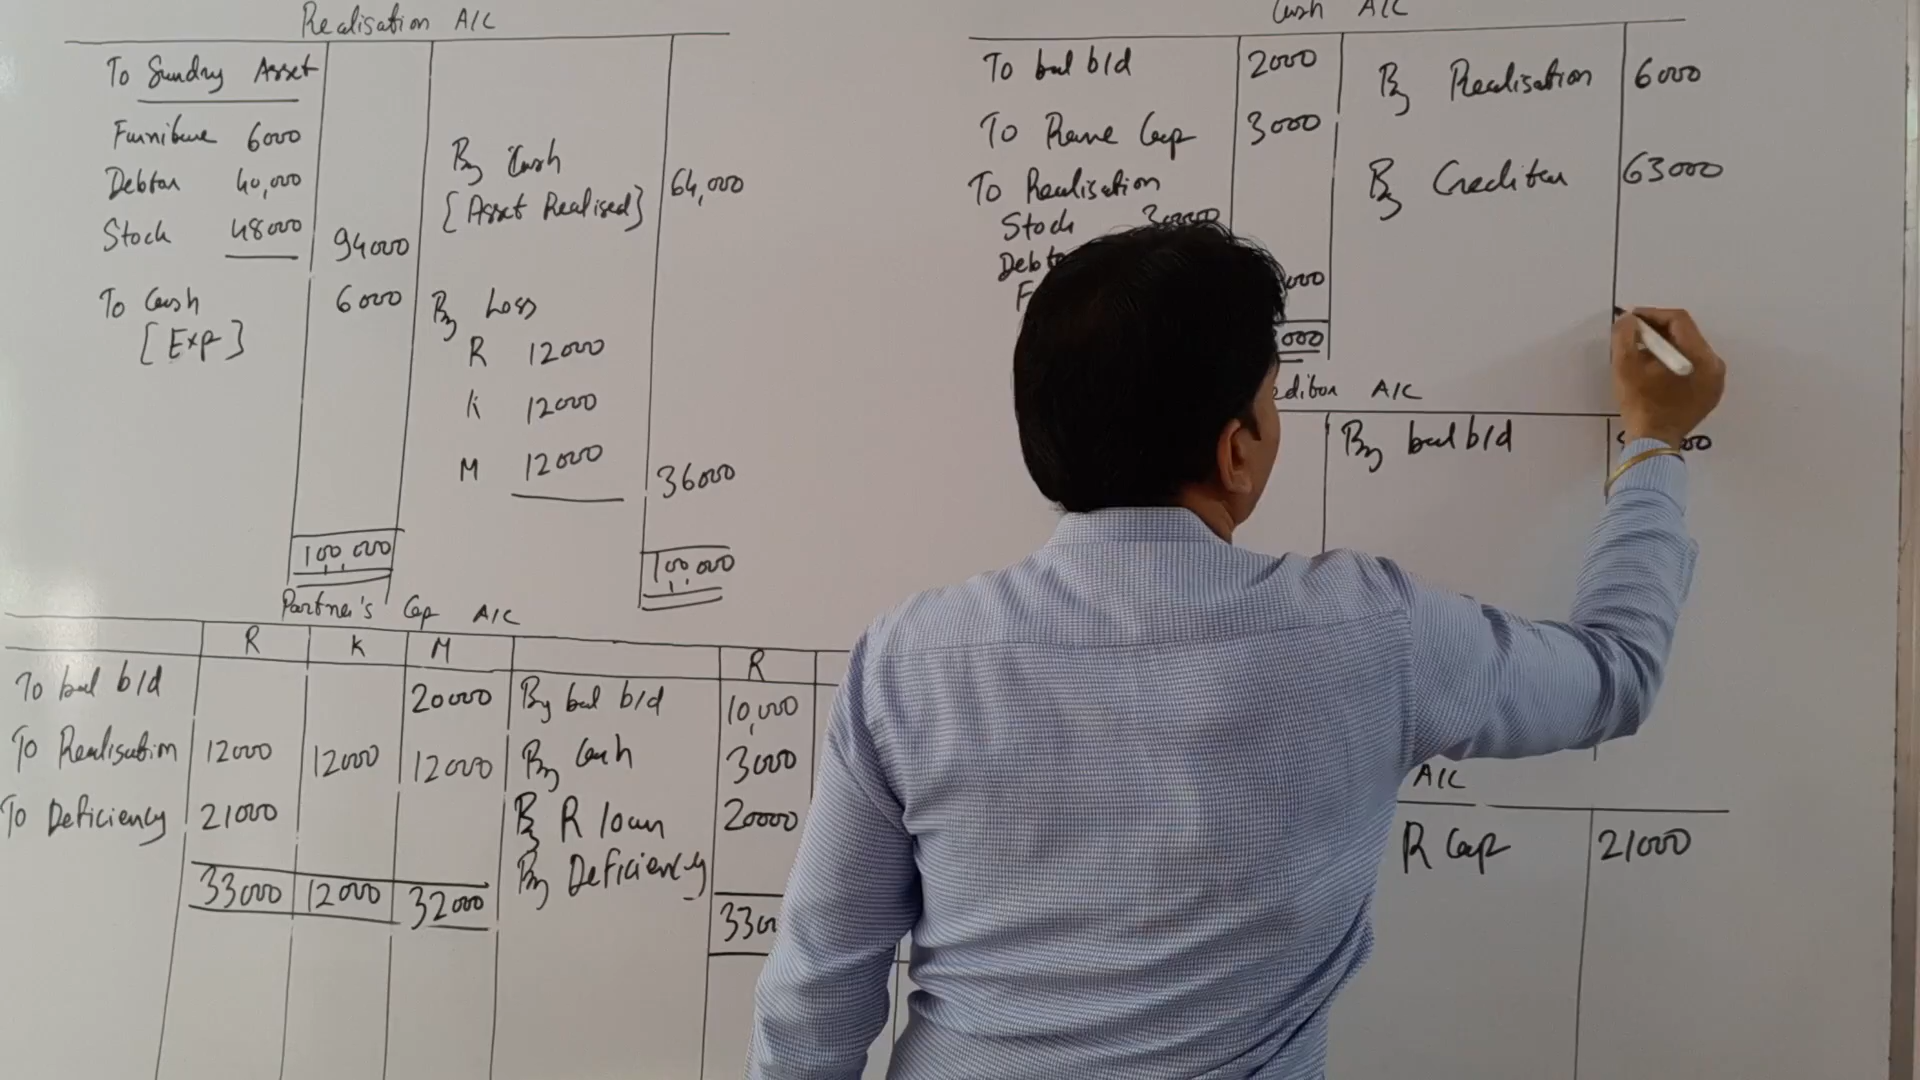 Realisation A/C
To Sundry Asset
Furniture 6000
Debtor 40,000
Stock 48000 94000
To Cash 6000
[Exp]
100,000
By Cash
[Asset Realised] 64,000
By Loss
R 12000
K 12000
M 12000 36000
100,000
Cash A/C
To bal b/d 2000 By Realisation 6000
To Rame Cap 3000
To Realisation By Creditor 63000
Stock
A/C
By bal b/d
Partner's Cap A/C
R K M R
To bal b/d 20000 By bal b/d 10,000
To Realisation 12000 12000 12000 By Cash 3000
To Deficiency 21000 By R loan 20000
By Deficiency
33000 12000 32000
A/C
R Cap 21000